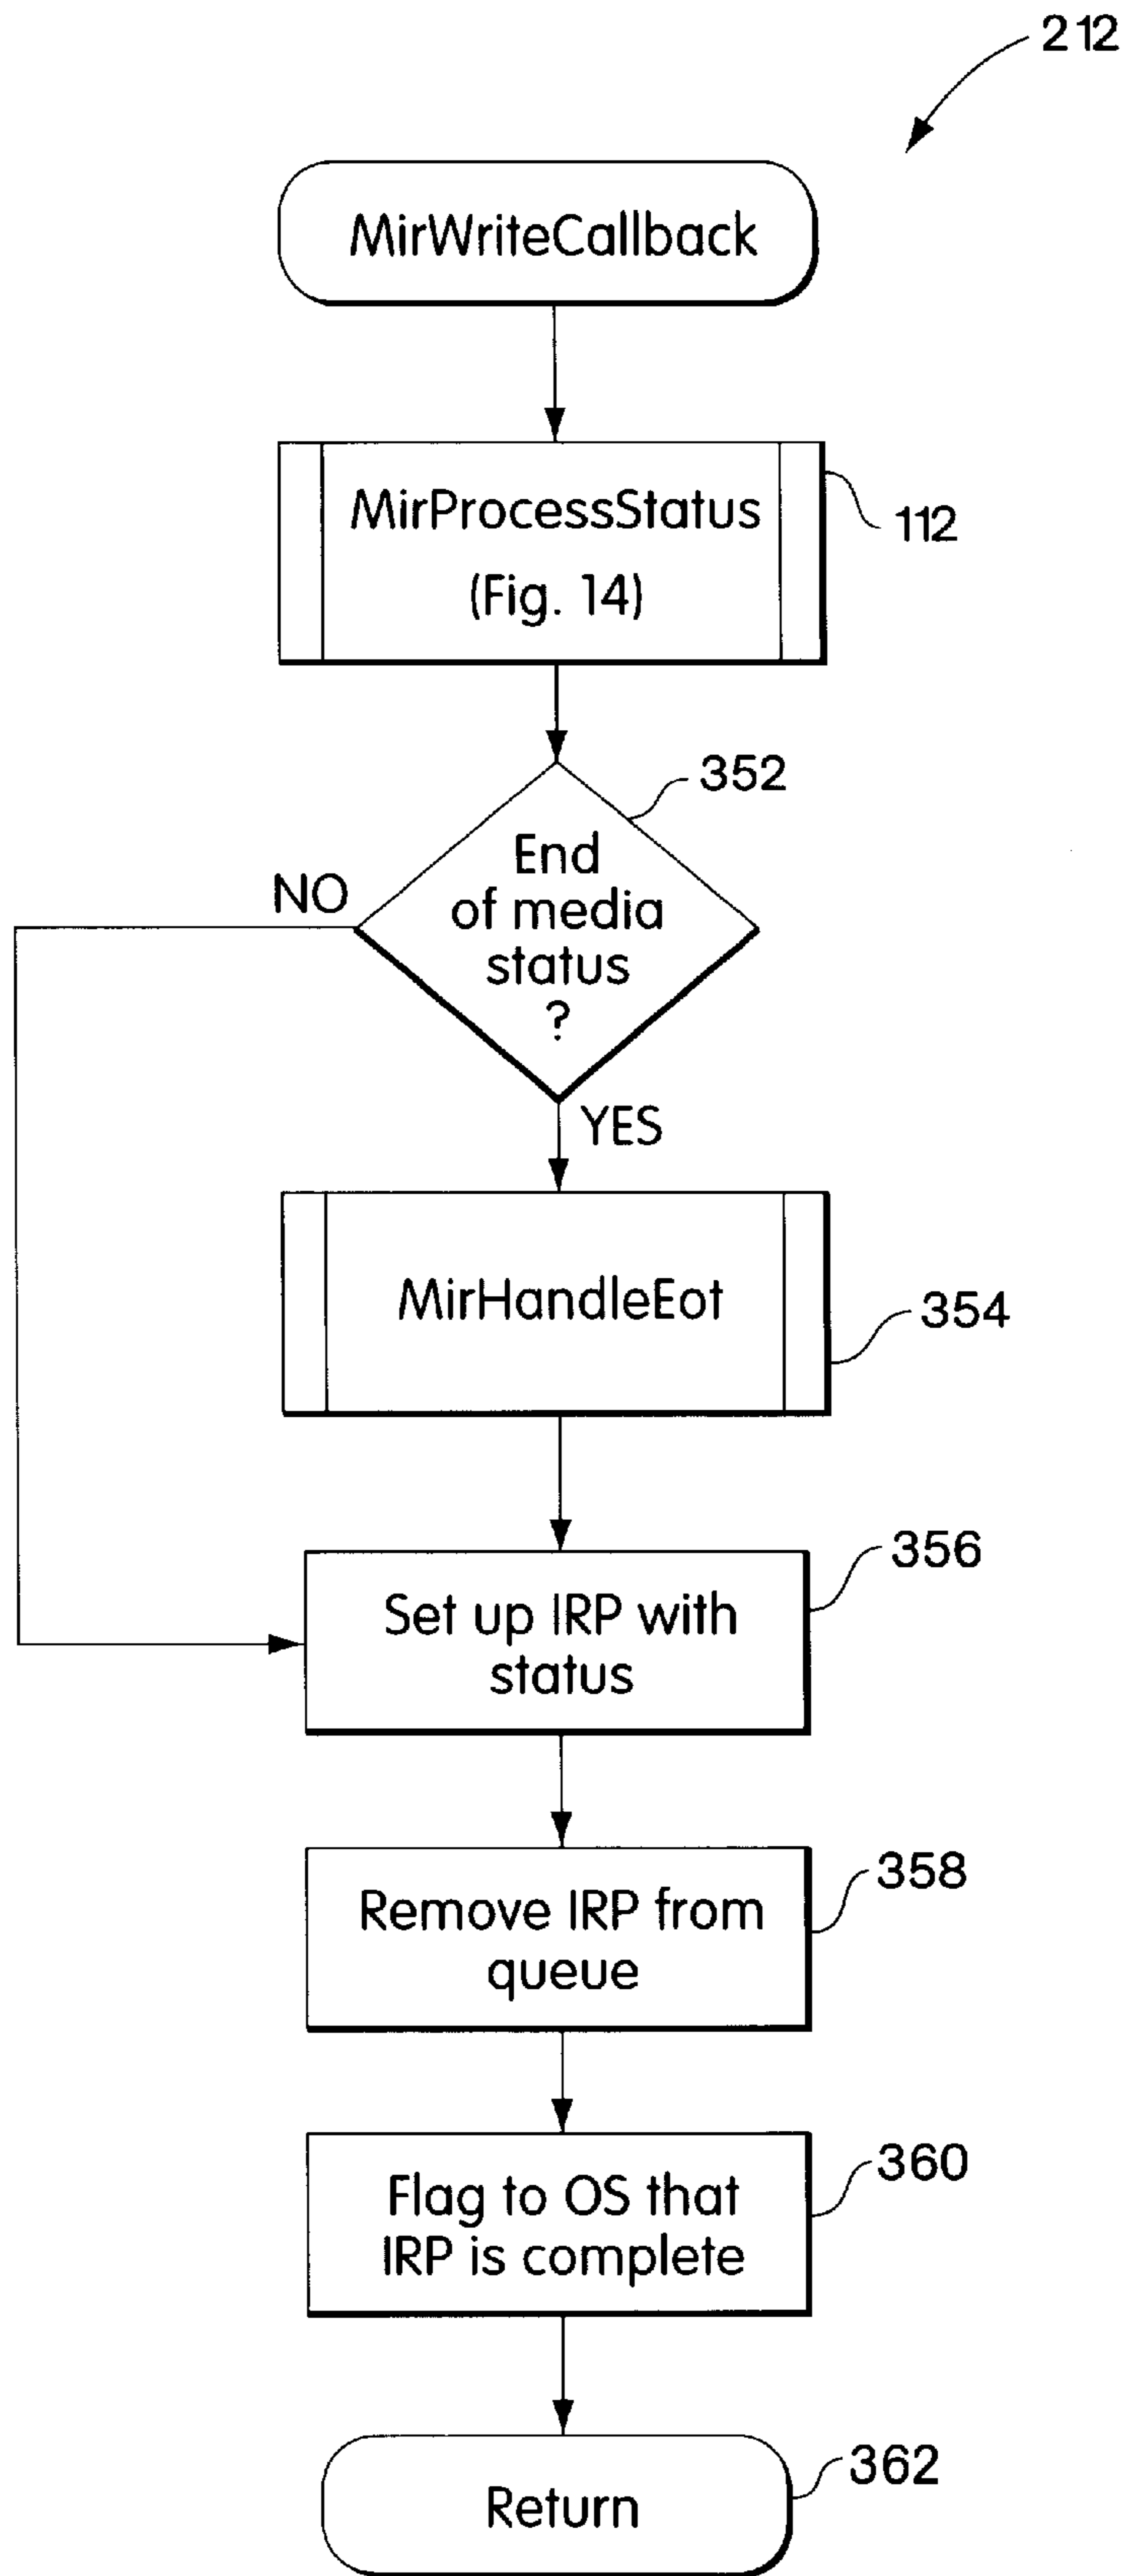 212
MirWriteCallback
MirProcessStatus
(Fig. 14)
112
352
End
of media
status
?
NO
YES
MirHandleEot
354
356
Set up IRP with
status
358
Remove IRP from
queue
360
Flag to OS that
IRP is complete
362
Return